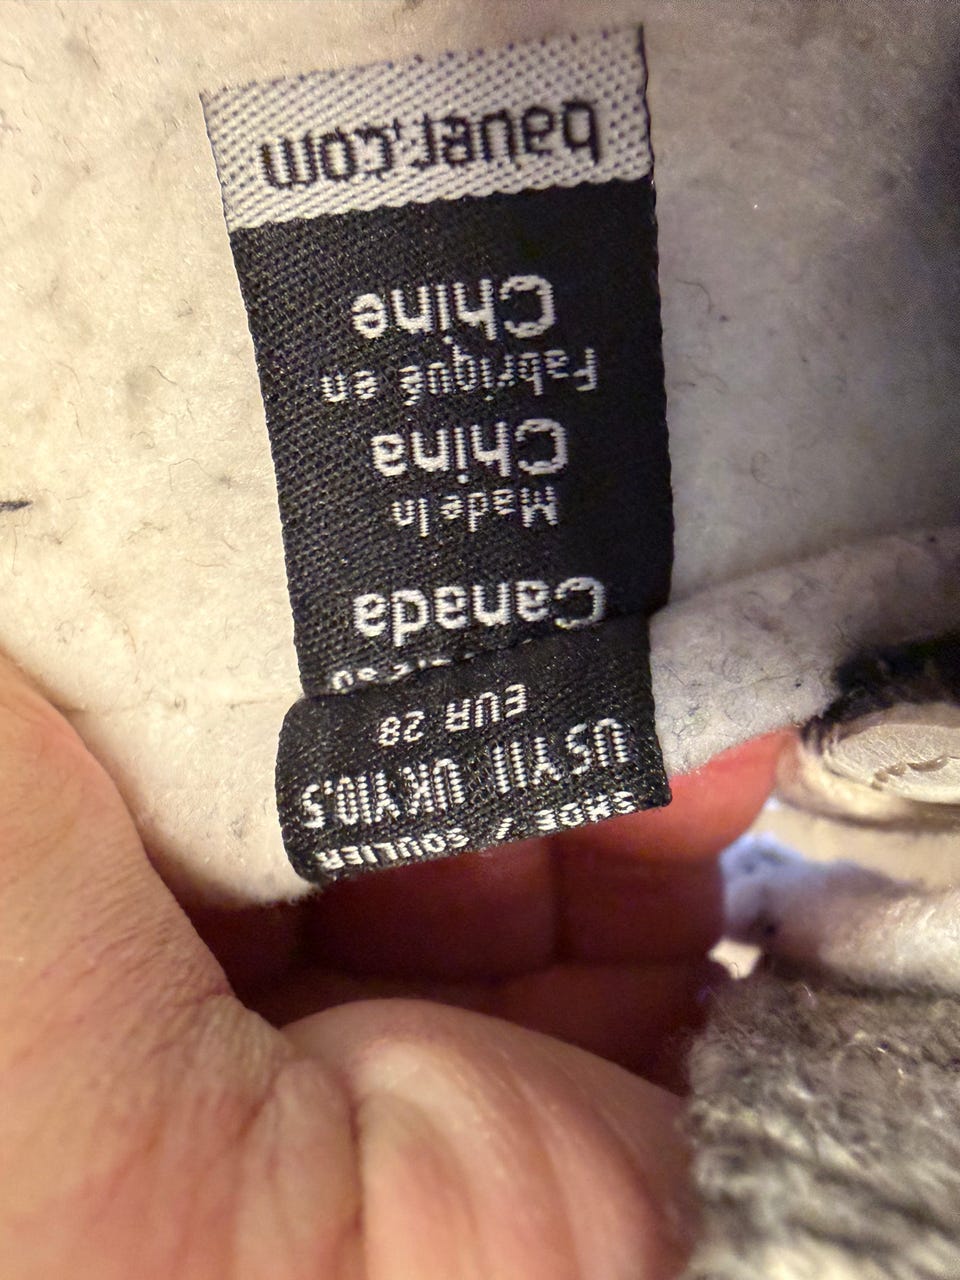 SHOE / SOULIER
US Y11 UK Y10.5
EUR 28
Canada
Made In
China
Fabriqué en
Chine
bauer.com